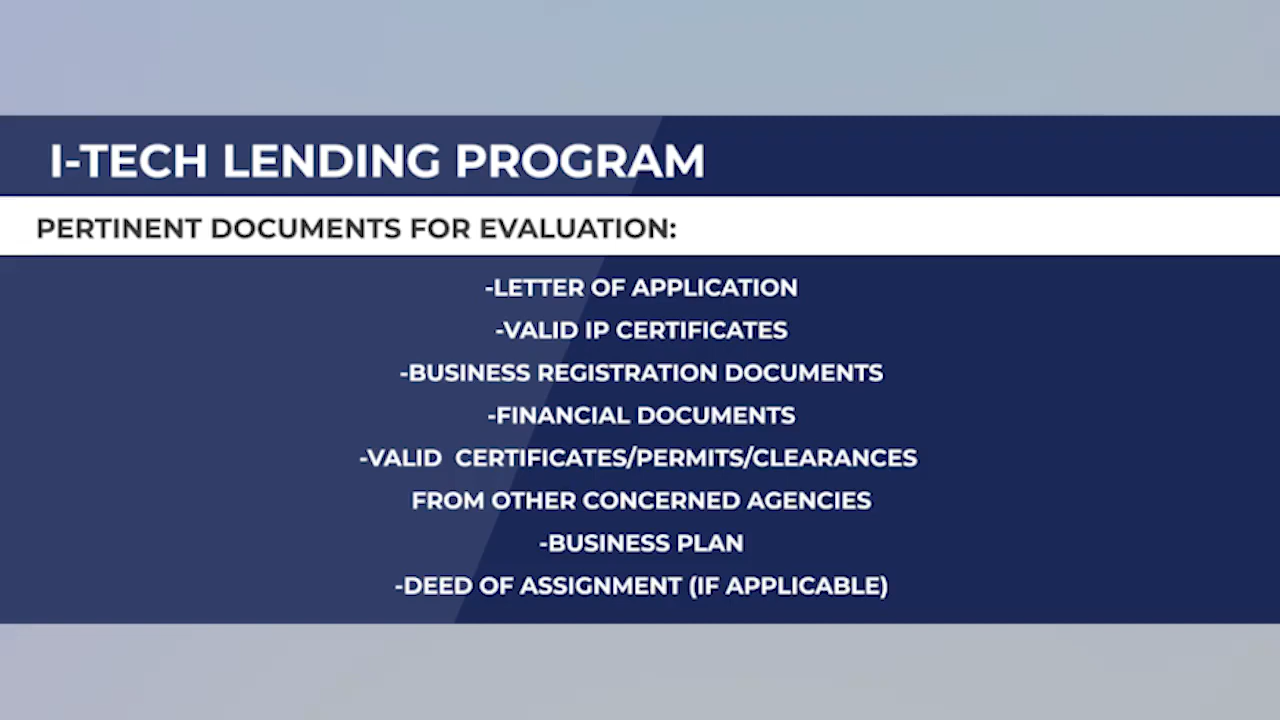 I-TECH LENDING PROGRAM
PERTINENT DOCUMENTS FOR EVALUATION:
-LETTER OF APPLICATION
-VALID IP CERTIFICATES
-BUSINESS REGISTRATION DOCUMENTS
-FINANCIAL DOCUMENTS
-VALID  CERTIFICATES/PERMITS/CLEARANCES
FROM OTHER CONCERNED AGENCIES
-BUSINESS PLAN
-DEED OF ASSIGNMENT (IF APPLICABLE)